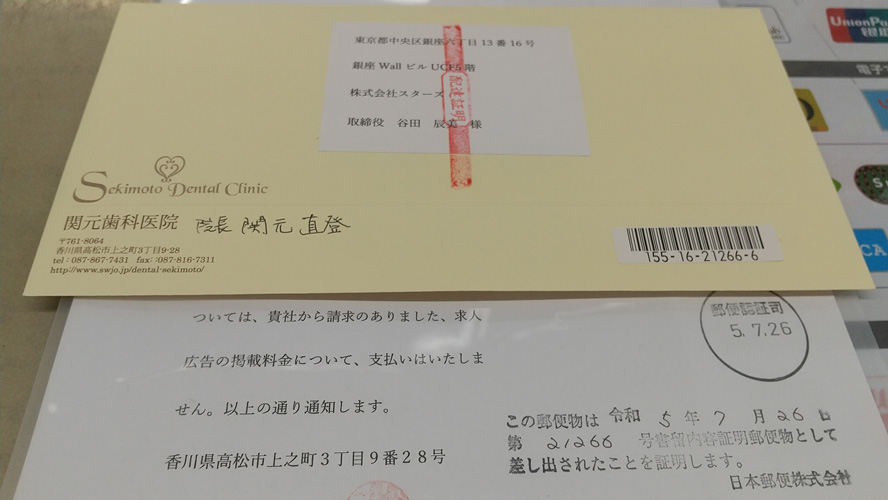 東京都中央区銀座六丁目13番16号
銀座 Wall ビル UCF5 階
株式会社スターズ
取締役 谷田 辰美 様
配達証明
Sekimoto Dental Clinic
関元歯科医院 院長 関元 直登
〒761-8064
香川県高松市上之町3丁目9-28
tel : 087-867-7431 fax: :087-816-7311
http://www.swjo.jp/dental-sekimoto/
155-16-21266-6
UnionPay
銀联
電子
ついては、貴社から請求のありました、求人
広告の掲載料金について、支払いはいたしま
せん。以上の通り通知します。
香川県高松市上之町3丁目9番28号
郵便認証司
5.7.26
この郵便物は 令和 5 年 7 月 26 日
第 21266 号書留内容証明郵便物として
差し出されたことを証明します。
日本郵便株式会社